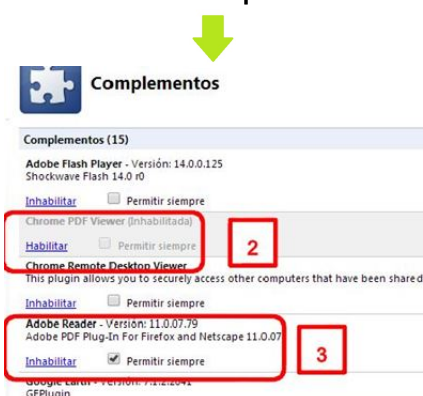 Complementos
Complementos (15)
Adobe Flash Player - Versión: 14.0.0.125
Shockwave Flash 14.0 r0
Inhabilitar Permitir siempre
Chrome PDF Viewer (Inhabilitada)
Habilitar Permitir siempre
2
Chrome Remote Desktop Viewer
This plugin allows you to securely access other computers that have been shared
Inhabilitar Permitir siempre
Adobe Reader - Versión: 11.0.07.79
Adobe PDF Plug-In For Firefox and Netscape 11.0.07
Inhabilitar Permitir siempre
3
Google Earth - Versión: 7.1.2.2041
GEPlugin